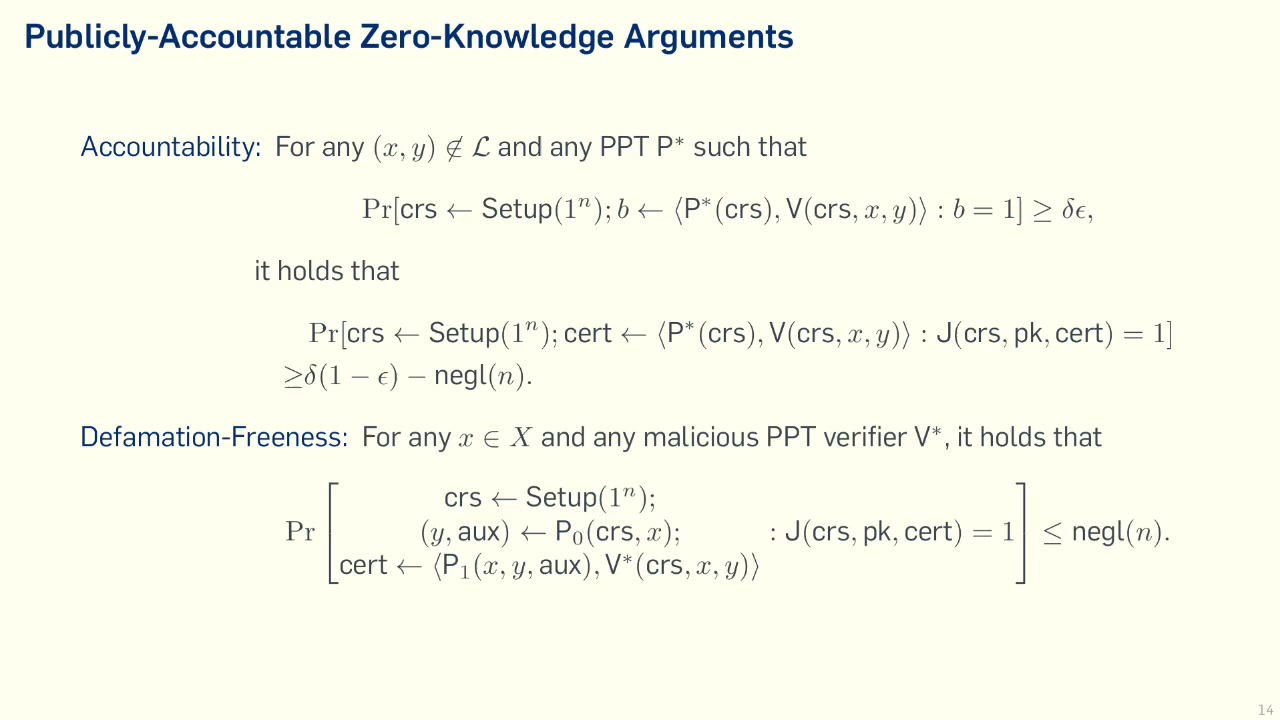 Publicly-Accountable Zero-Knowledge Arguments
Accountability: For any (x, y) ∉ ℒ and any PPT P* such that
Pr[crs ← Setup(1ⁿ); b ← ⟨P*(crs), V(crs, x, y)⟩ : b = 1] ≥ δϵ,
it holds that
Pr[crs ← Setup(1ⁿ); cert ← ⟨P*(crs), V(crs, x, y)⟩ : J(crs, pk, cert) = 1]
≥δ(1 − ϵ) − negl(n).
Defamation-Freeness: For any x ∈ X and any malicious PPT verifier V*, it holds that
crs ← Setup(1ⁿ);
Pr [ (y, aux) ← P₀(crs, x); : J(crs, pk, cert) = 1 ] ≤ negl(n).
cert ← ⟨P₁(x, y, aux), V*(crs, x, y)⟩
14